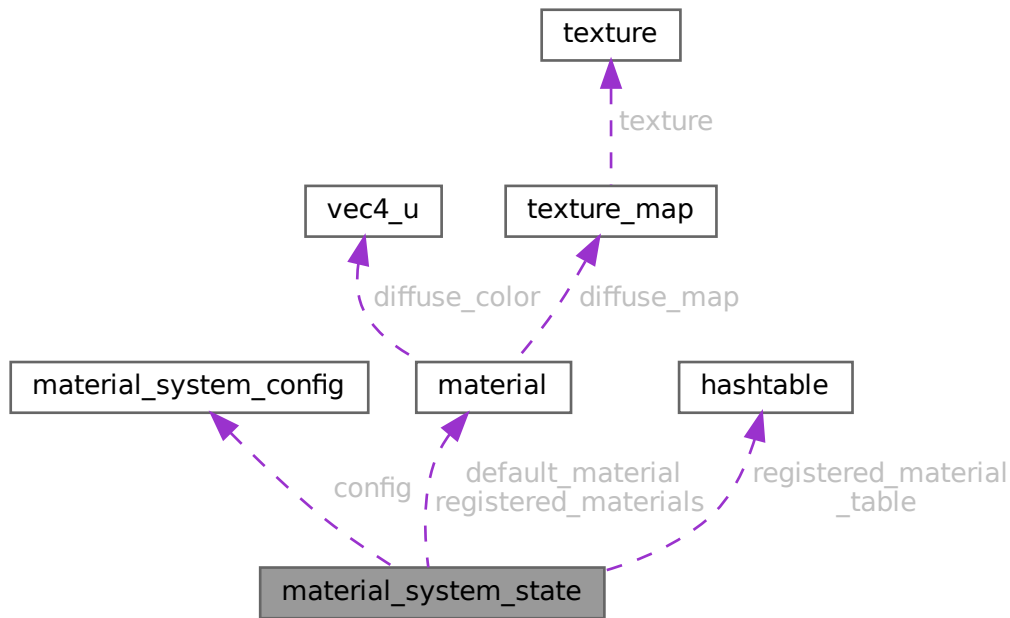 texture
texture
vec4_u
texture_map
diffuse_color
diffuse_map
material_system_config
material
hashtable
config
default_material
registered_materials
registered_material
_table
material_system_state